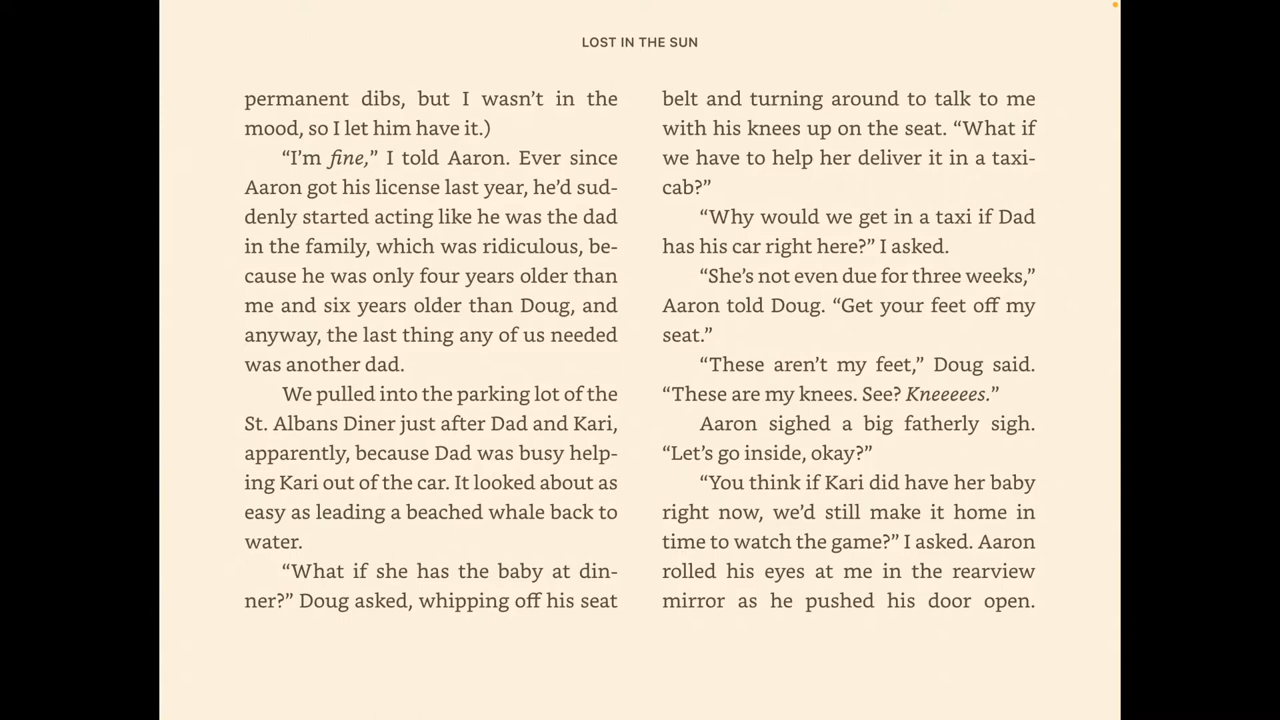 LOST IN THE SUN
permanent dibs, but I wasn’t in the
mood, so I let him have it.)
“I’m fine,” I told Aaron. Ever since
Aaron got his license last year, he’d sud-
denly started acting like he was the dad
in the family, which was ridiculous, be-
cause he was only four years older than
me and six years older than Doug, and
anyway, the last thing any of us needed
was another dad.
We pulled into the parking lot of the
St. Albans Diner just after Dad and Kari,
apparently, because Dad was busy help-
ing Kari out of the car. It looked about as
easy as leading a beached whale back to
water.
“What if she has the baby at din-
ner?” Doug asked, whipping off his seat
belt and turning around to talk to me
with his knees up on the seat. “What if
we have to help her deliver it in a taxi-
cab?”
“Why would we get in a taxi if Dad
has his car right here?” I asked.
“She’s not even due for three weeks,”
Aaron told Doug. “Get your feet off my
seat.”
“These aren’t my feet,” Doug said.
“These are my knees. See? Kneeeees.”
Aaron sighed a big fatherly sigh.
“Let’s go inside, okay?”
“You think if Kari did have her baby
right now, we’d still make it home in
time to watch the game?” I asked. Aaron
rolled his eyes at me in the rearview
mirror as he pushed his door open.